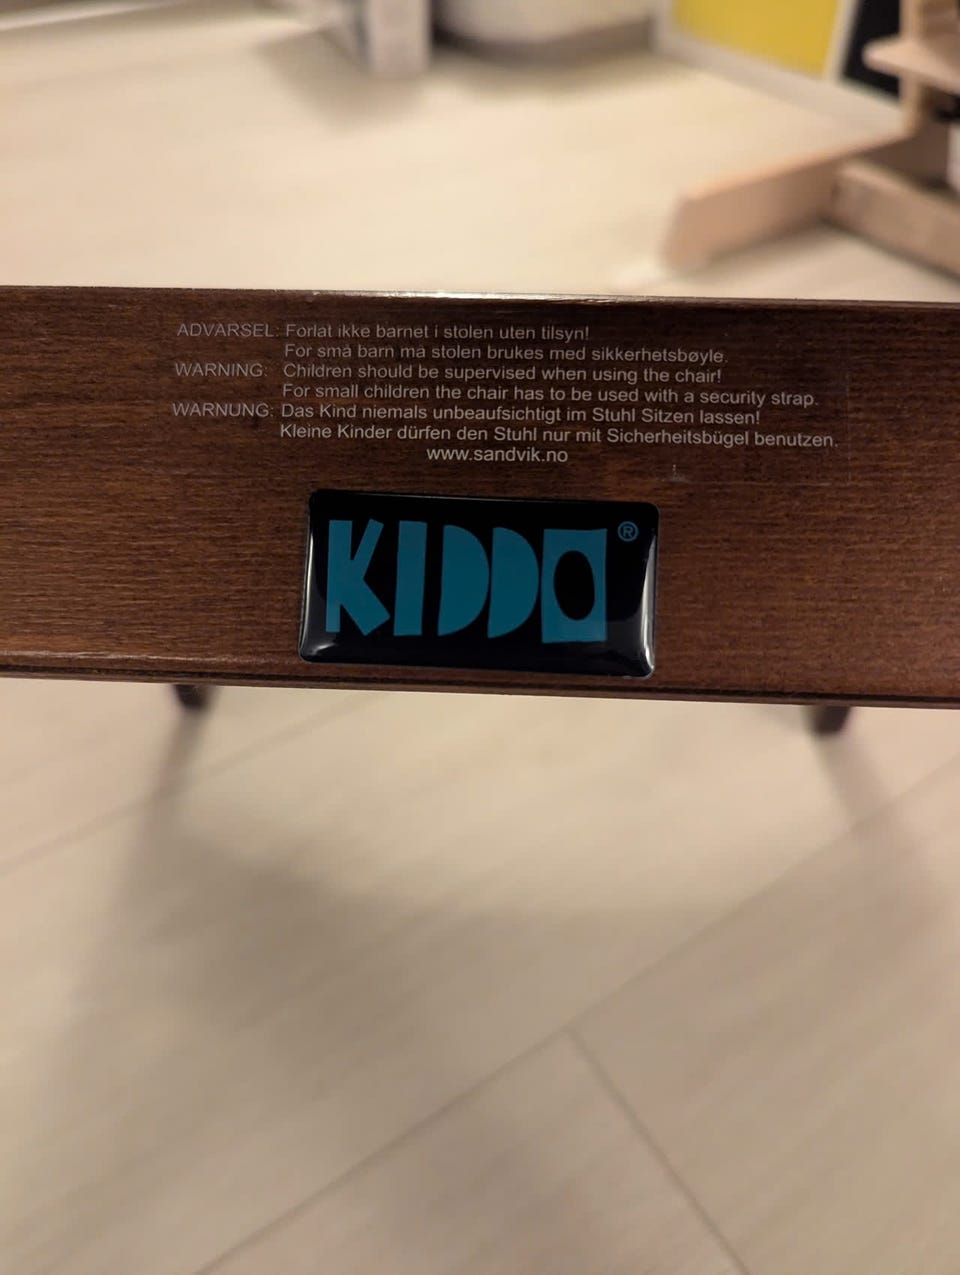 ADVARSEL: Forlat ikke barnet i stolen uten tilsyn!
For små barn må stolen brukes med sikkerhetsbøyle.
WARNING: Children should be supervised when using the chair!
For small children the chair has to be used with a security strap.
WARNUNG: Das Kind niemals unbeaufsichtigt im Stuhl Sitzen lassen!
Kleine Kinder dürfen den Stuhl nur mit Sicherheitsbügel benutzen.
www.sandvik.no
KIDDO®